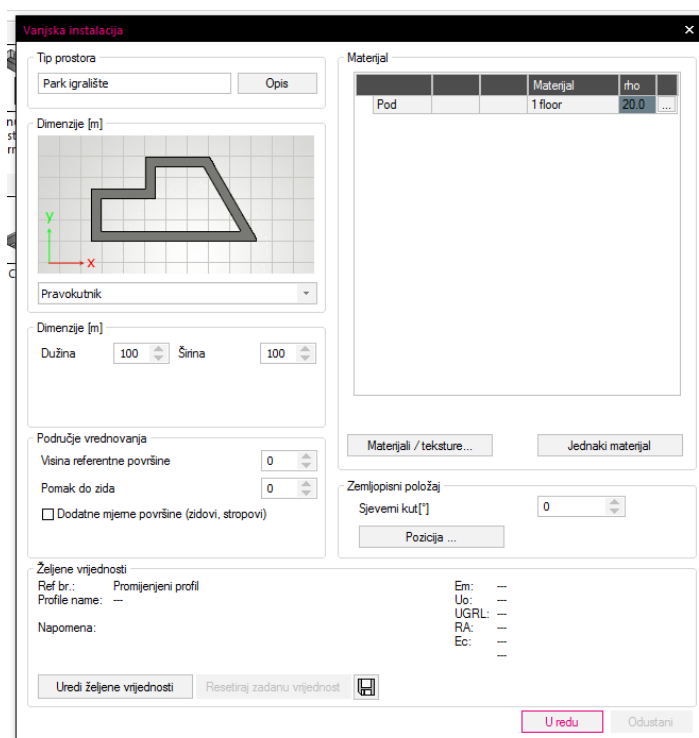 Vanjska instalacija
Tip prostora
Park igralište
Opis
Dimenzije [m]
y
x
Pravokutnik
Dimenzije [m]
Dužina 100 Širina 100
Područje vrednovanja
Visina referentne površine 0
Pomak do zida 0
Dodatne mjerne površine (zidovi, stropovi)
Materijal
Materijal rho
Pod 1 floor 20.0 ...
Materijali / teksture...
Jednaki materijal
Zemljopisni položaj
Sjeverni kut[°] 0
Pozicija ...
Željene vrijednosti
Ref br.: Promijenjeni profil
Profile name: ---
Napomena:
Em: ---
Uo: ---
UGRL: ---
RA: ---
Ec: ---
---
Uredi željene vrijednosti
Resetiraj zadanu vrijednost
U redu
Odustani